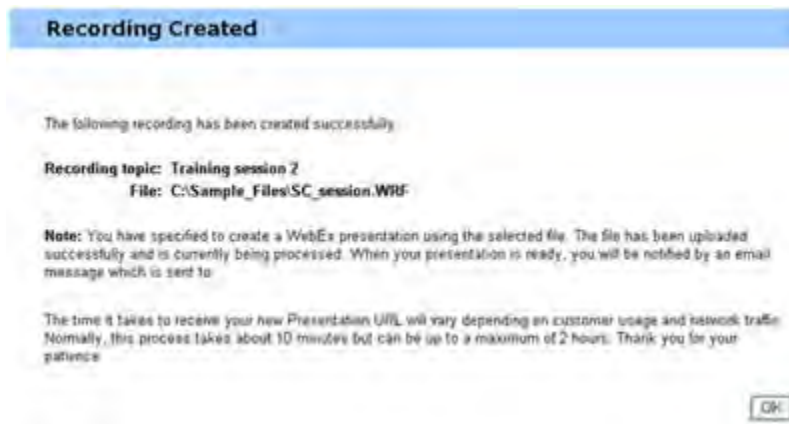 Recording Created
The following recording has been created successfully
Recording topic: Training session 2
File: C:\Sample_Files\SC_session.WRF
Note: You have specified to create a WebEx presentation using the selected file. The file has been uploaded
successfully and is currently being processed. When your presentation is ready, you will be notified by an email
message which is sent to
The time it takes to receive your new Presentation URL will vary depending on customer usage and network traffic
Normally, this process takes about 10 minutes but can be up to a maximum of 2 hours. Thank you for your
patience
OK